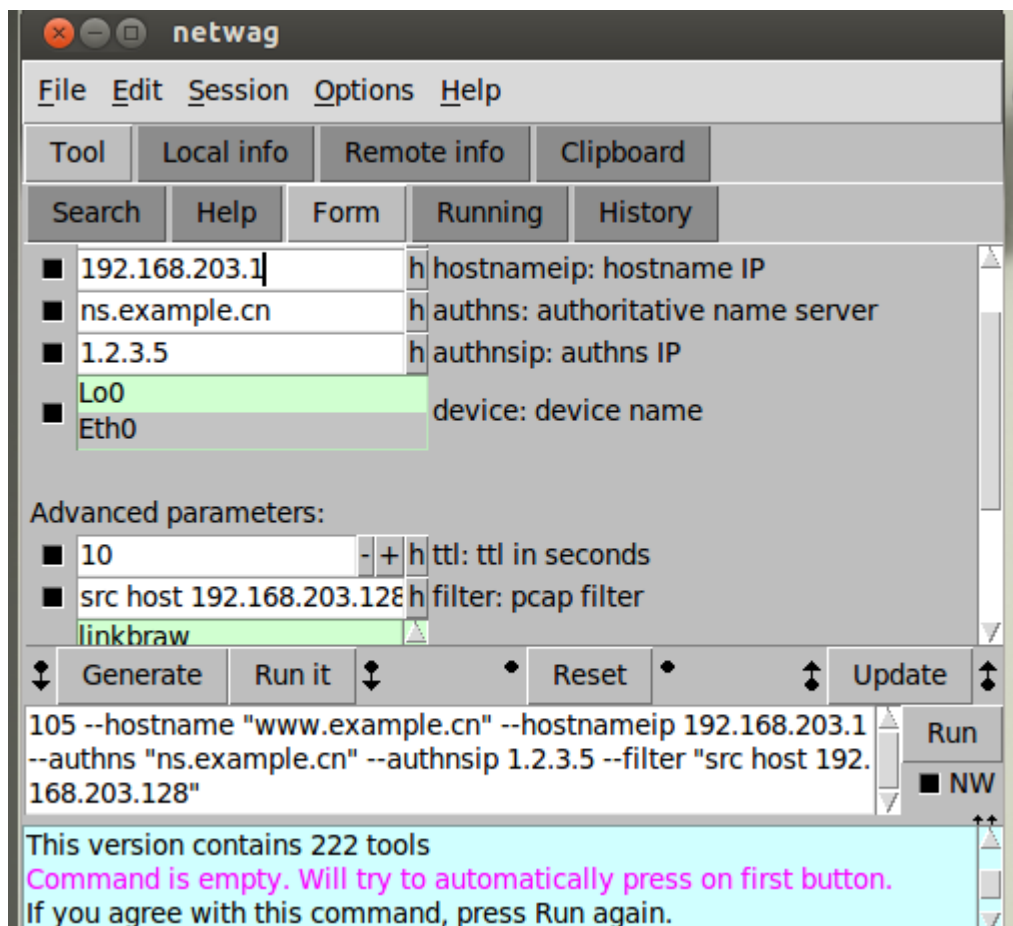 netwag
File Edit Session Options Help
Tool Local info Remote info Clipboard
Search Help Form Running History
192.168.203.1 h hostnameip: hostname IP
ns.example.cn h authns: authoritative name server
1.2.3.5 h authnsip: authns IP
Lo0
device: device name
Eth0
Advanced parameters:
10 - + h ttl: ttl in seconds
src host 192.168.203.128 h filter: pcap filter
linkbraw
Generate Run it Reset Update
105 --hostname "www.example.cn" --hostnameip 192.168.203.1
--authns "ns.example.cn" --authnsip 1.2.3.5 --filter "src host 192.
168.203.128"
Run
NW
This version contains 222 tools
Command is empty. Will try to automatically press on first button.
If you agree with this command, press Run again.